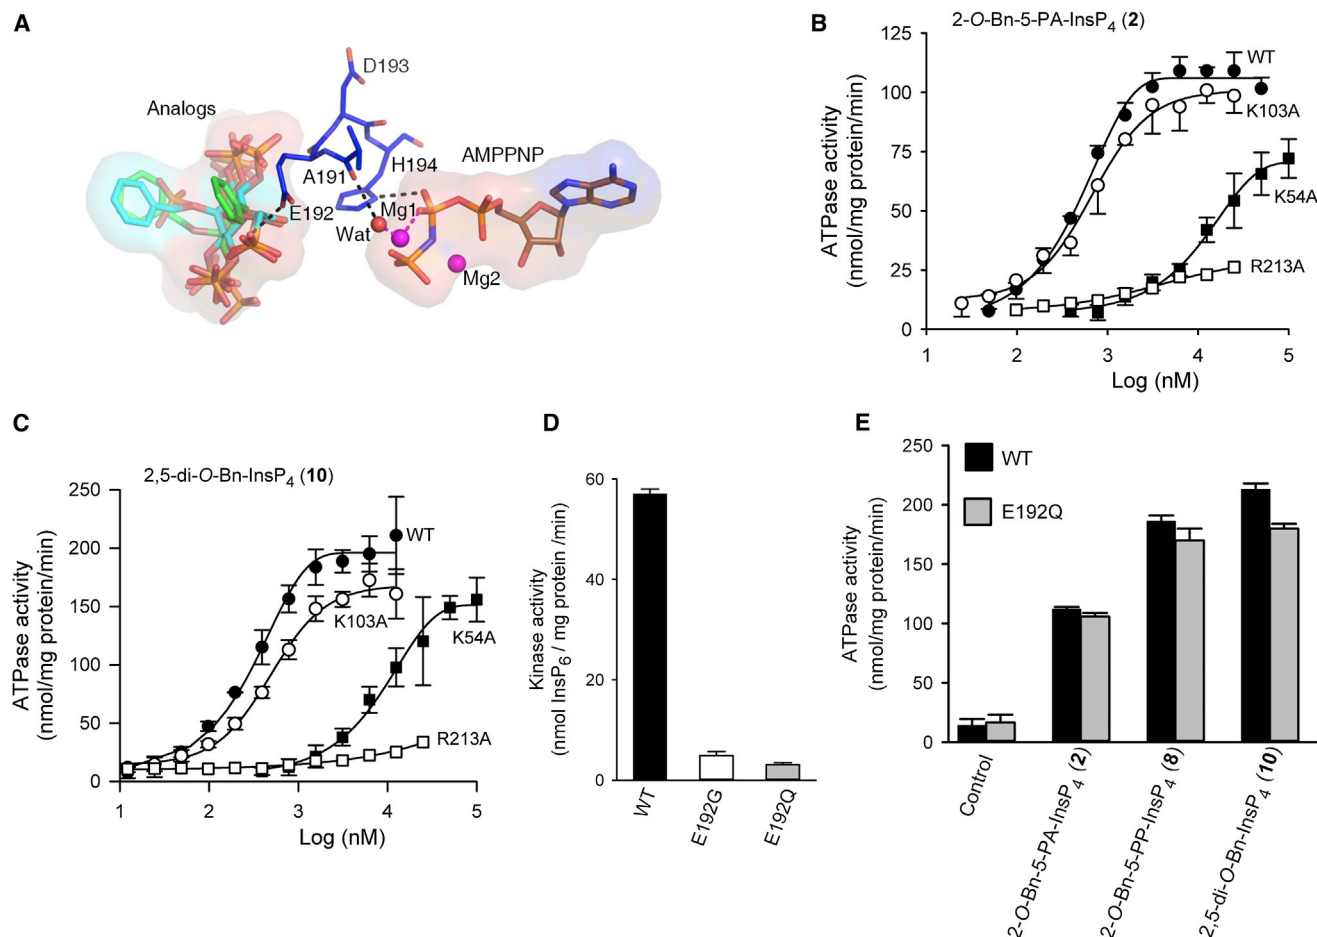 A
Analogs
D193
A191
H194
AMPPNP
E192
Mg1
Wat
Mg2
B
2-O-Bn-5-PA-InsP4 (2)
ATPase activity
(nmol/mg protein/min)
125
100
75
50
25
0
1 2 3 4 5
Log (nM)
WT
K103A
K54A
R213A
C
2,5-di-O-Bn-InsP4 (10)
ATPase activity
(nmol/mg protein/min)
250
200
150
100
50
0
1 2 3 4 5
Log (nM)
WT
K103A
K54A
R213A
D
Kinase activity
(nmol InsP6 / mg protein /min)
60
40
20
0
WT
E192G
E192Q
E
WT
E192Q
ATPase activity
(nmol/mg protein/min)
250
200
150
100
50
0
Control
2-O-Bn-5-PA-InsP4 (2)
2-O-Bn-5-PP-InsP4 (8)
2,5-di-O-Bn-InsP4 (10)